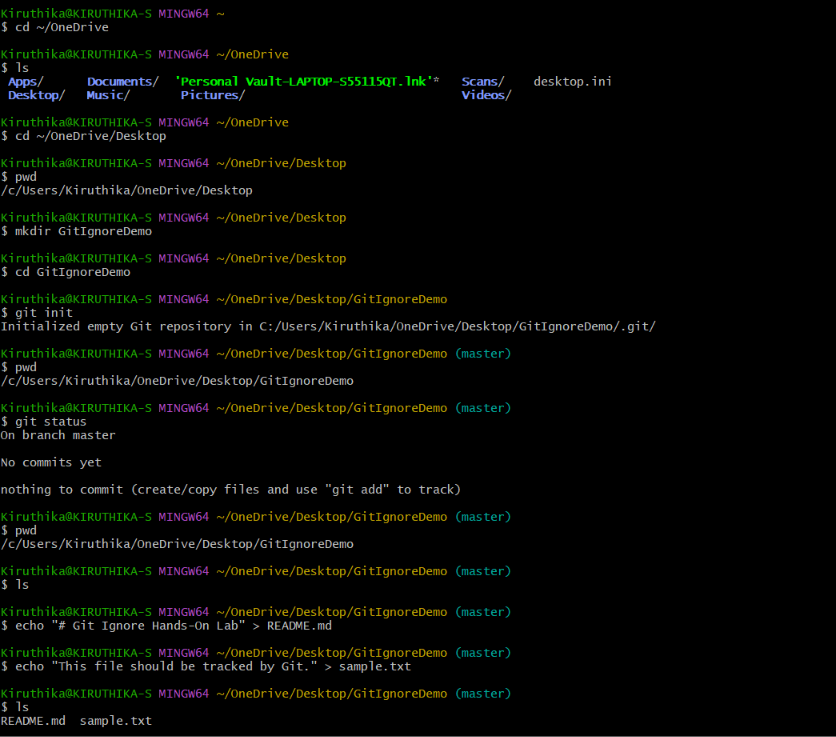 Kiruthika@KIRUTHIKA-S MINGW64 ~
$ cd ~/OneDrive
Kiruthika@KIRUTHIKA-S MINGW64 ~/OneDrive
$ ls
Apps/ Documents/ 'Personal Vault-LAPTOP-S55115QT.lnk'* Scans/ desktop.ini
Desktop/ Music/ Pictures/ Videos/
Kiruthika@KIRUTHIKA-S MINGW64 ~/OneDrive
$ cd ~/OneDrive/Desktop
Kiruthika@KIRUTHIKA-S MINGW64 ~/OneDrive/Desktop
$ pwd
/c/Users/Kiruthika/OneDrive/Desktop
Kiruthika@KIRUTHIKA-S MINGW64 ~/OneDrive/Desktop
$ mkdir GitIgnoreDemo
Kiruthika@KIRUTHIKA-S MINGW64 ~/OneDrive/Desktop
$ cd GitIgnoreDemo
Kiruthika@KIRUTHIKA-S MINGW64 ~/OneDrive/Desktop/GitIgnoreDemo
$ git init
Initialized empty Git repository in C:/Users/Kiruthika/OneDrive/Desktop/GitIgnoreDemo/.git/
Kiruthika@KIRUTHIKA-S MINGW64 ~/OneDrive/Desktop/GitIgnoreDemo (master)
$ pwd
/c/Users/Kiruthika/OneDrive/Desktop/GitIgnoreDemo
Kiruthika@KIRUTHIKA-S MINGW64 ~/OneDrive/Desktop/GitIgnoreDemo (master)
$ git status
On branch master
No commits yet
nothing to commit (create/copy files and use "git add" to track)
Kiruthika@KIRUTHIKA-S MINGW64 ~/OneDrive/Desktop/GitIgnoreDemo (master)
$ pwd
/c/Users/Kiruthika/OneDrive/Desktop/GitIgnoreDemo
Kiruthika@KIRUTHIKA-S MINGW64 ~/OneDrive/Desktop/GitIgnoreDemo (master)
$ ls
Kiruthika@KIRUTHIKA-S MINGW64 ~/OneDrive/Desktop/GitIgnoreDemo (master)
$ echo "# Git Ignore Hands-On Lab" > README.md
Kiruthika@KIRUTHIKA-S MINGW64 ~/OneDrive/Desktop/GitIgnoreDemo (master)
$ echo "This file should be tracked by Git." > sample.txt
Kiruthika@KIRUTHIKA-S MINGW64 ~/OneDrive/Desktop/GitIgnoreDemo (master)
$ ls
README.md sample.txt